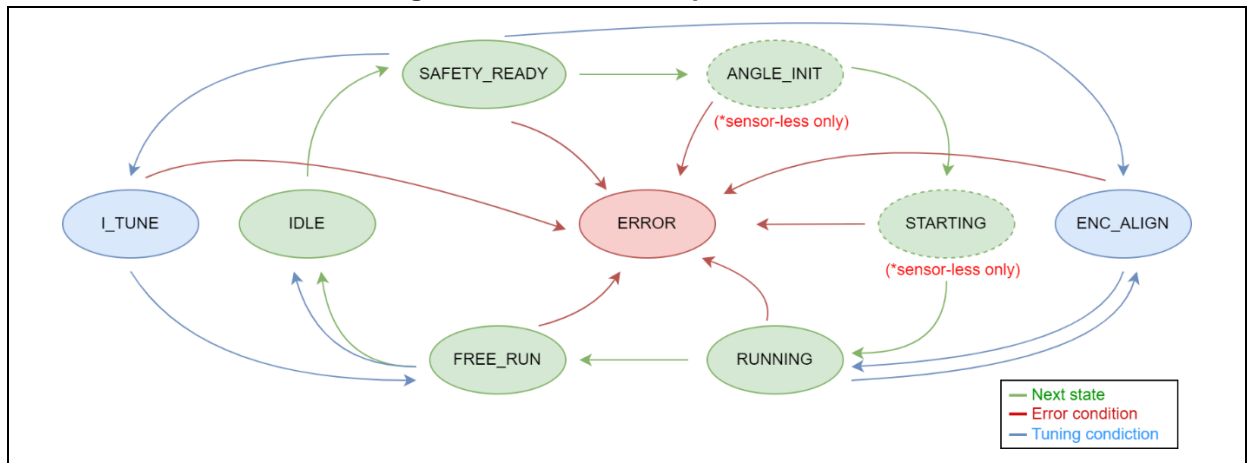 SAFETY_READY
ANGLE_INIT
(*sensor-less only)
I_TUNE
IDLE
ERROR
STARTING
ENC_ALIGN
(*sensor-less only)
FREE_RUN
RUNNING
Next state
Error condition
Tuning condiction